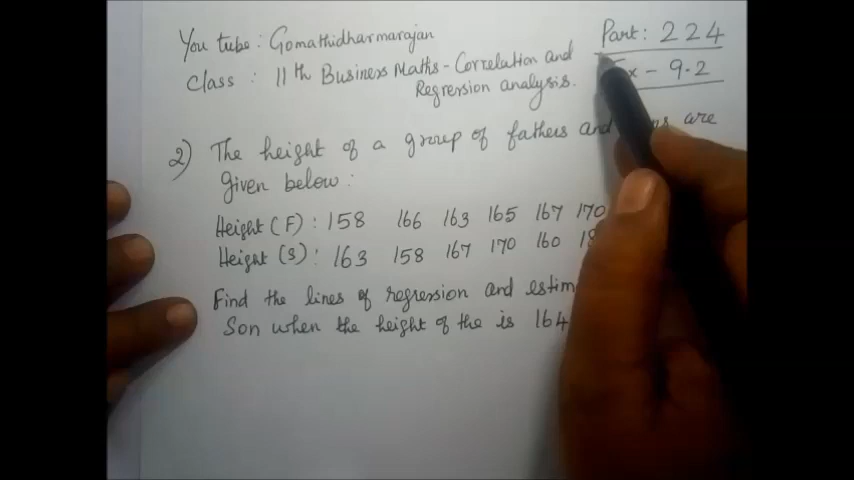 You tube : Gomathidharmarajan
Part : 224
Class : 11th Business Maths - Correlation and
Regression analysis.
x - 9.2
2) The height of a group of fathers and are
given below :
Height (F) : 158 166 163 165 167 170
Height (S) : 163 158 167 170 160
Find the lines of regression and
Son when the height of the is 164